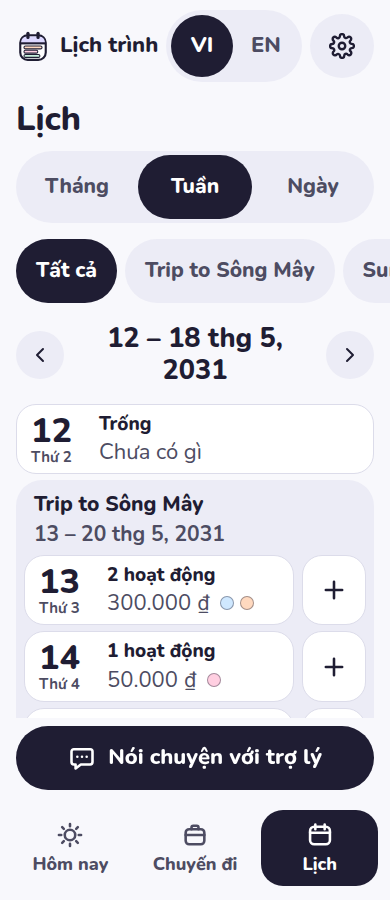 Lịch trình
VI
EN
Lịch
Tháng
Tuần
Ngày
Tất cả
Trip to Sông Mây
12 – 18 thg 5,
2031
12
Thứ 2
Trống
Chưa có gì
Trip to Sông Mây
13 – 20 thg 5, 2031
13
Thứ 3
2 hoạt động
300.000 ₫
14
Thứ 4
1 hoạt động
50.000 ₫
Nói chuyện với trợ lý
Hôm nay
Chuyến đi
Lịch